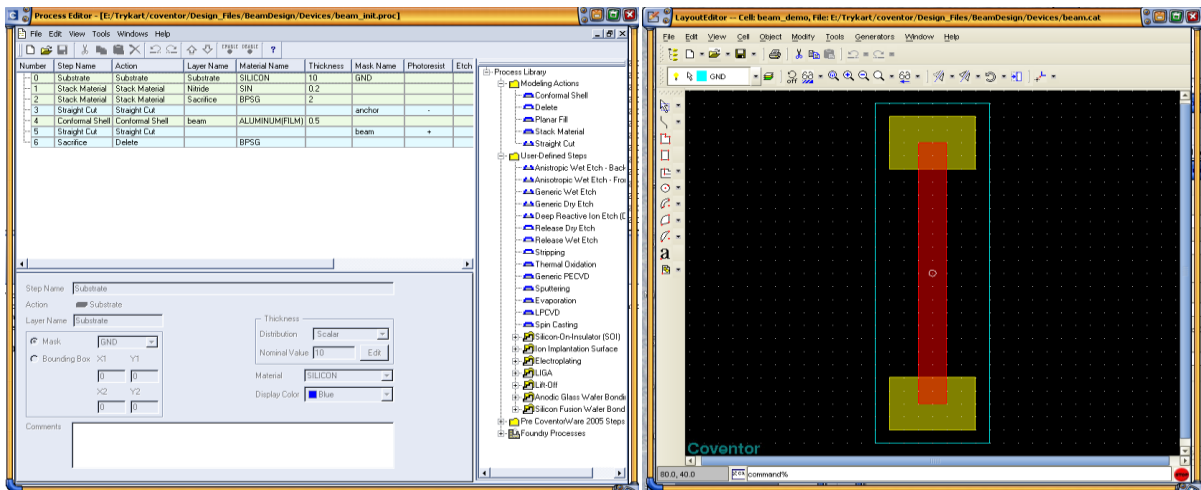 Process Editor - [E:/Trykart/coventor/Design_Files/BeamDesign/Devices/beam_init.proc]
File Edit View Tools Windows Help
Number Step Name Action Layer Name Material Name Thickness Mask Name Photoresist Etch
0 Substrate Substrate Substrate SILICON 10 GND
1 Stack Material Stack Material Nitride SIN 0.2
2 Stack Material Stack Material Sacrifice BPSG 2
3 Straight Cut Straight Cut anchor -
4 Conformal Shell Conformal Shell beam ALUMINUM(FILM) 0.5
5 Straight Cut Straight Cut beam +
6 Sacrifice Delete BPSG
Process Library
Modeling Actions
Conformal Shell
Delete
Planar Fill
Stack Material
Straight Cut
User-Defined Steps
Anistropic Wet Etch - Back
Anisotropic Wet Etch - Fro
Generic Wet Etch
Generic Dry Etch
Deep Reactive Ion Etch (D
Release Dry Etch
Release Wet Etch
Stripping
Thermal Oxidation
Generic PECVD
Sputtering
Evaporation
LPCVD
Spin Casting
Silicon-On-Insulator (SOI)
Ion Implantation Surface
Electroplating
LIGA
Lift-Off
Anodic Glass Wafer Bondi
Silicon Fusion Wafer Bond
Pre CoventorWare 2005 Steps
Foundry Processes
Step Name Substrate
Action Substrate
Layer Name Substrate
Mask GND
Bounding Box X1 Y1
0 0
X2 Y2
0 0
Thickness
Distribution Scalar
Nominal Value 10 Edit
Material SILICON
Display Color Blue
Comments
LayoutEditor -- Cell: beam_demo, File: E:/Trykart/coventor/Design_Files/BeamDesign/Devices/beam.cat
File Edit View Cell Object Modify Tools Generators Window Help
GND
OFF
a
Coventor
80.0, 40.0 command%